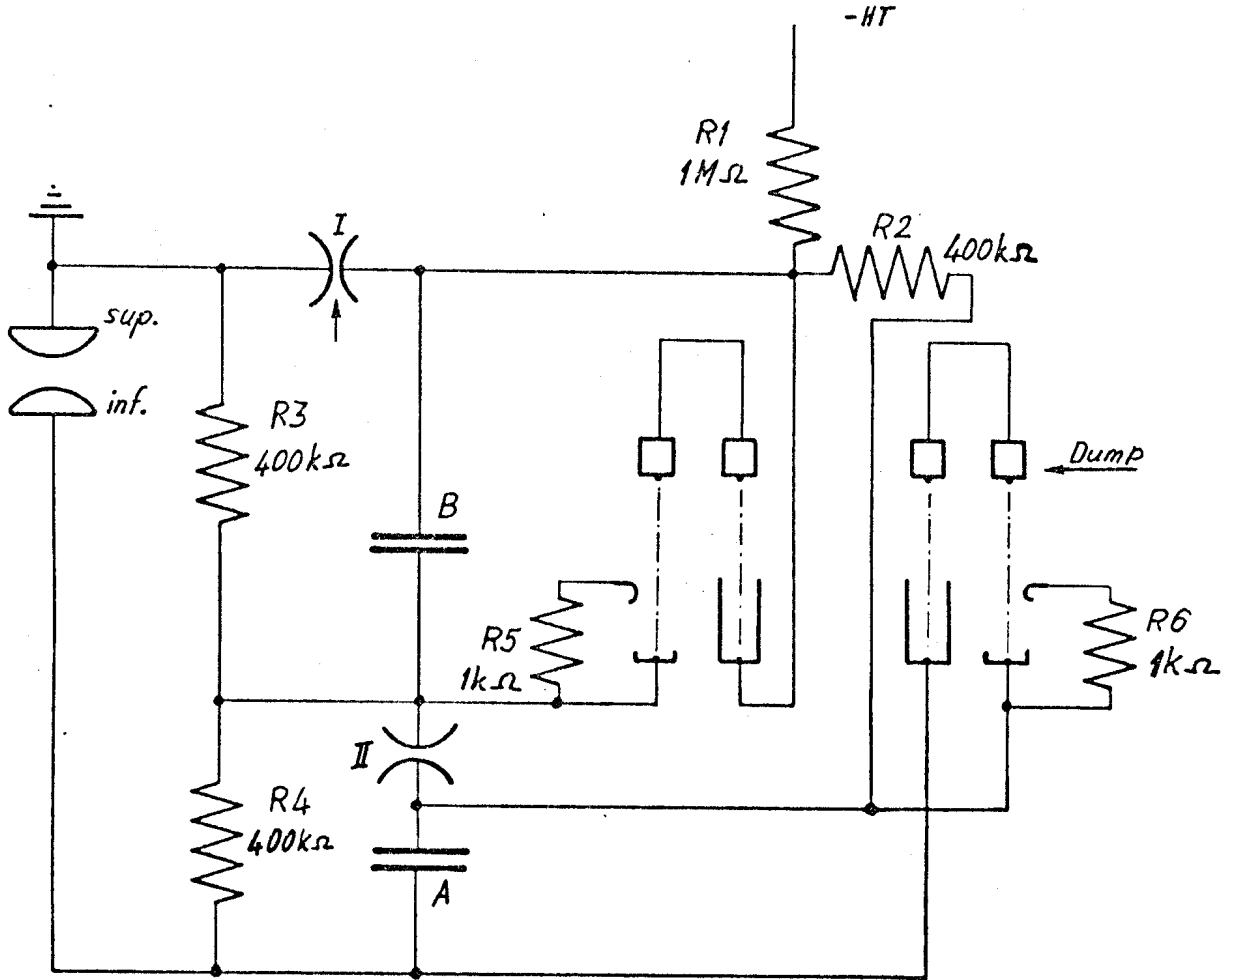 -HT
R1
1MΩ
I
R2
400kΩ
sup.
inf.
R3
400kΩ
Dump
B
R5
1kΩ
R6
1kΩ
II
R4
400kΩ
A